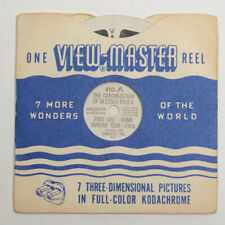 ONE VIEW-MASTER REEL
410-A
THE CANONIZATION
OF BLESSED PIUS X
7 MORE
WONDERS
OF THE
WORLD
PART ONE - ROME
MARIAN YEAR - 1954
7 THREE-DIMENSIONAL PICTURES
IN FULL-COLOR KODACHROME